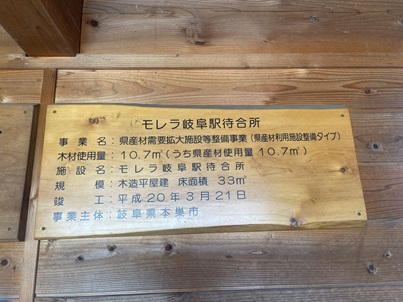 モレラ岐阜駅待合所
事業名：県産材需要拡大施設等整備事業（県産材利用施設整備タイプ）
木材使用量：10.7㎥（うち県産材使用量 10.7㎥）
施設名：モレラ岐阜駅待合所
規模：木造平屋建 床面積 33㎡
竣工：平成20年3月21日
事業主体：岐阜県本巣市